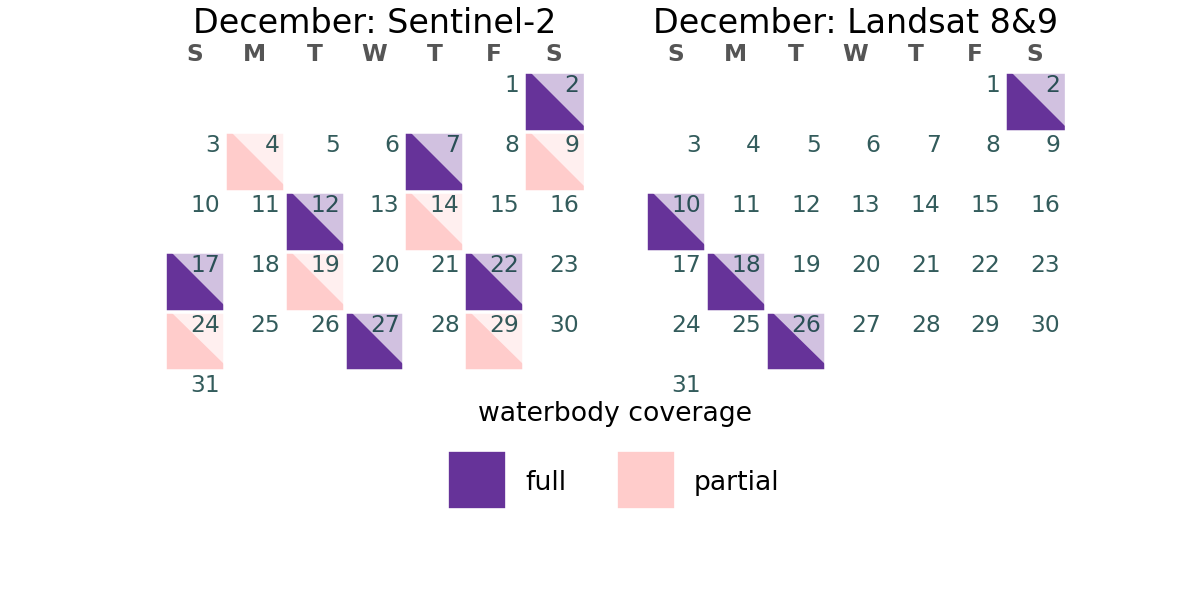 December: Sentinel-2
S M T W T F S
1 2
3 4 5 6 7 8 9
10 11 12 13 14 15 16
17 18 19 20 21 22 23
24 25 26 27 28 29 30
31
December: Landsat 8&9
S M T W T F S
1 2
3 4 5 6 7 8 9
10 11 12 13 14 15 16
17 18 19 20 21 22 23
24 25 26 27 28 29 30
31
waterbody coverage
full
partial